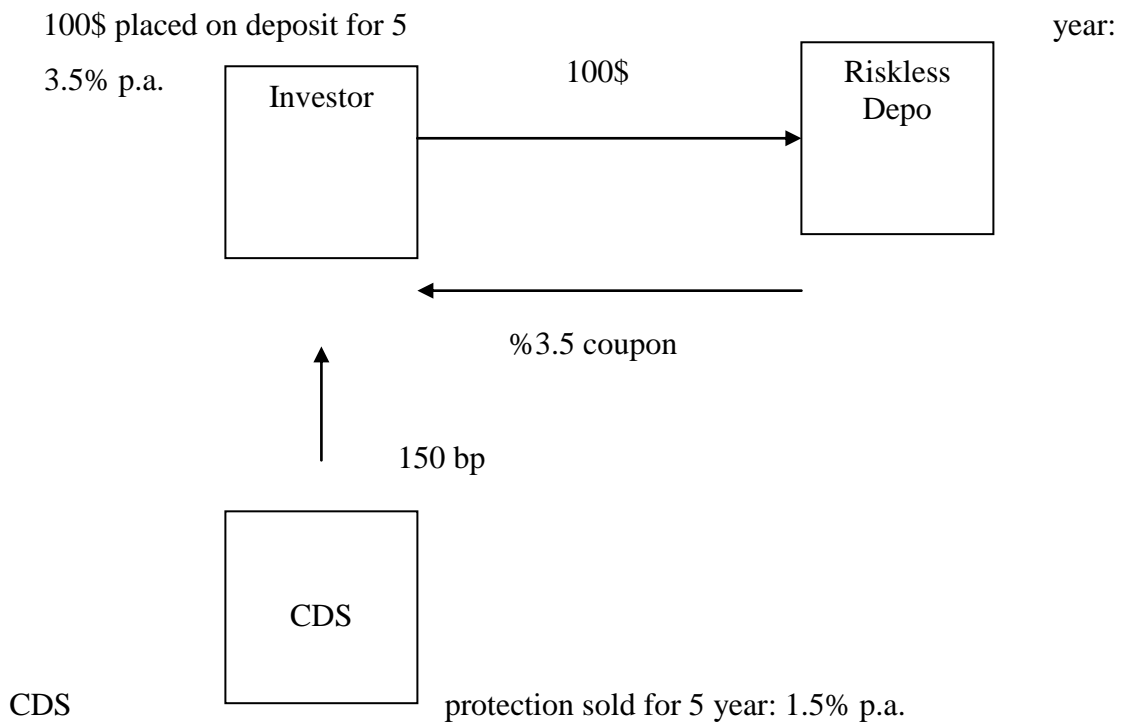 100$ placed on deposit for 5 year:
3.5% p.a.
Investor
100$
Riskless
Depo
%3.5 coupon
150 bp
CDS
CDS protection sold for 5 year: 1.5% p.a.